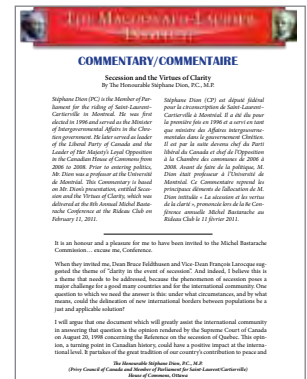 THE MACDONALD-LAURIER
INSTITUTE
COMMENTARY/COMMENTAIRE
Secession and the Virtues of Clarity
By The Honourable Stéphane Dion, P.C., M.P.
Stéphane Dion (PC) is the Member of Par-
liament for the riding of Saint-Laurent-
Cartierville in Montreal. He was first
elected in 1996 and served as the Minister
of Intergovernmental Affairs in the Chre-
tien government. He later served as leader
of the Liberal Party of Canada and the
Leader of Her Majesty's Loyal Opposition
in the Canadian House of Commons from
2006 to 2008. Prior to entering politics,
Mr. Dion was a professor at the Université
de Montreal. This Commentary is based
on Mr. Dion's presentation, entitled Seces-
sion and the Virtues of Clarity, which was
delivered at the 8th Annual Michel Basta-
rache Conference at the Rideau Club on
February 11, 2011.
Stéphane Dion (CP) est député fédéral
pour la circonscription de Saint-Laurent–
Cartierville à Montréal. Il a été élu pour
la première fois en 1996 et a servi en tant
que ministre des Affaires intergouverne-
mentales dans le gouvernement Chrétien.
Il est par la suite devenu chef du Parti
libéral du Canada et chef de l'Opposition
à la Chambre des communes de 2006 à
2008. Avant de faire de la politique, M.
Dion était professeur à l'Université de
Montréal. Ce Commentaire reprend les
principaux éléments de l'allocution de M.
Dion intitulée « La sécession et les vertus
de la clarté », prononcée lors de la 8e Con-
férence annuelle Michel Bastarache au
Rideau Club le 11 février 2011.
It is an honour and a pleasure for me to have been invited to the Michel Bastarache
Commission… excuse me, Conference.
When they invited me, Dean Bruce Feldthusen and Vice-Dean François Larocque sug-
gested the theme of "clarity in the event of secession". And indeed, I believe this is
a theme that needs to be addressed, because the phenomenon of secession poses a
major challenge for a good many countries and for the international community. One
question to which we need the answer is this: under what circumstances, and by what
means, could the delineation of new international borders between populations be a
just and applicable solution?
I will argue that one document which will greatly assist the international community
in answering that question is the opinion rendered by the Supreme Court of Canada
on August 20, 1998 concerning the Reference on the secession of Quebec. This opin-
ion, a turning point in Canadian history, could have a positive impact at the interna-
tional level. It partakes of the great tradition of our country's contribution to peace and
The Honourable Stéphane Dion, P.C., M.P.
(Privy Council of Canada and Member of Parliament for Saint-Laurent/Cartierville)
House of Commons, Ottawa